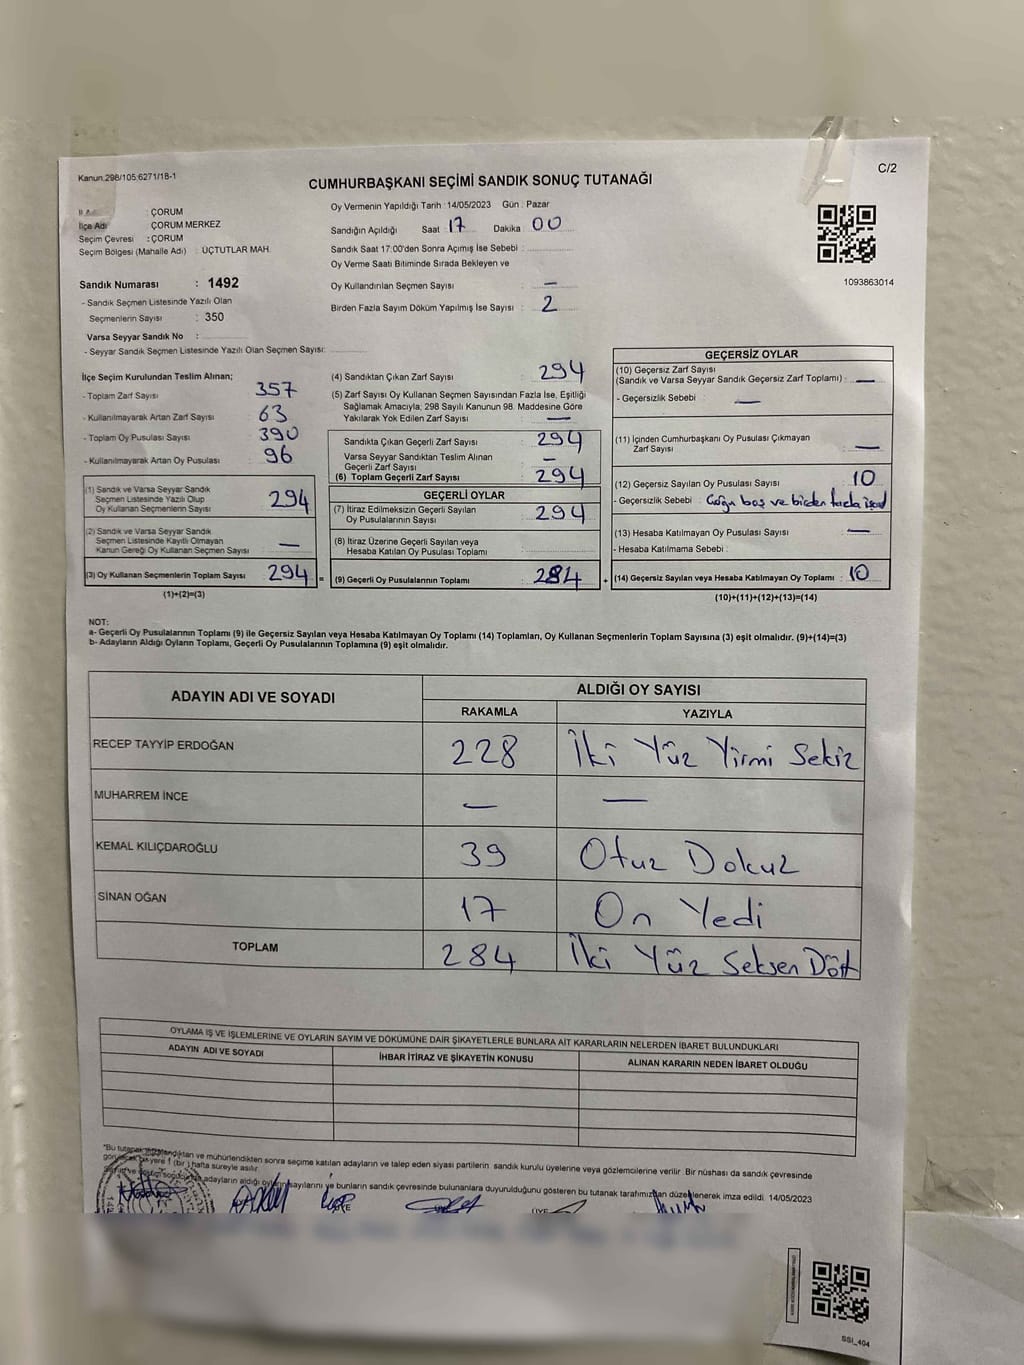 Kanun:298/105:6271/18-1
C/2
CUMHURBAŞKANI SEÇİMİ SANDIK SONUÇ TUTANAĞI
İl Adı : ÇORUM
İlçe Adı : ÇORUM MERKEZ
Seçim Çevresi : ÇORUM
Seçim Bölgesi (Mahalle Adı) : ÜÇTUTLAR MAH.
Sandık Numarası : 1492
- Sandık Seçmen Listesinde Yazılı Olan
Seçmenlerin Sayısı : 350
Varsa Seyyar Sandık No :
- Seyyar Sandık Seçmen Listesinde Yazılı Olan Seçmen Sayısı:
Oy Vermenin Yapıldığı Tarih : 14/05/2023 Gün : Pazar
Sandığın Açıldığı Saat : 17 Dakika : 00
Sandık Saat 17:00'den Sonra Açımış İse Sebebi :
Oy Verme Saati Bitiminde Sırada Bekleyen ve
Oy Kullandırılan Seçmen Sayısı : —
Birden Fazla Sayım Döküm Yapılmış İse Sayısı : 2
1093863014
İlçe Seçim Kurulundan Teslim Alınan;
- Toplam Zarf Sayısı : 357
- Kullanılmayarak Artan Zarf Sayısı : 63
- Toplam Oy Pusulası Sayısı : 390
- Kullanılmayarak Artan Oy Pusulası : 96
(1) Sandık ve Varsa Seyyar Sandık
Seçmen Listesinde Yazılı Olup
Oy Kullanan Seçmenlerin Sayısı : 294
(2) Sandık ve Varsa Seyyar Sandık
Seçmen Listesinde Kayıtlı Olmayan
Kanun Gereği Oy Kullanan Seçmen Sayısı : —
(3) Oy Kullanan Seçmenlerin Toplam Sayısı : 294 =
(1)+(2)=(3)
(4) Sandıktan Çıkan Zarf Sayısı : 294
(5) Zarf Sayısı Oy Kullanan Seçmen Sayısından Fazla İse, Eşitliği
Sağlamak Amacıyla, 298 Sayılı Kanunun 98. Maddesine Göre
Yakılarak Yok Edilen Zarf Sayısı : —
Sandıkta Çıkan Geçerli Zarf Sayısı : 294
Varsa Seyyar Sandıktan Teslim Alınan
Geçerli Zarf Sayısı : —
(6) Toplam Geçerli Zarf Sayısı : 294
GEÇERLİ OYLAR
(7) İtiraz Edilmeksizin Geçerli Sayılan
Oy Pusulalarının Sayısı : 294
(8) İtiraz Üzerine Geçerli Sayılan veya
Hesaba Katılan Oy Pusulası Toplamı :
(9) Geçerli Oy Pusulalarının Toplamı : 284 +
GEÇERSİZ OYLAR
(10) Geçersiz Zarf Sayısı
(Sandık ve Varsa Seyyar Sandık Geçersiz Zarf Toplamı) : —
- Geçersizlik Sebebi : —
(11) İçinden Cumhurbaşkanı Oy Pusulası Çıkmayan
Zarf Sayısı : —
(12) Geçersiz Sayılan Oy Pusulası Sayısı : 10
- Geçersizlik Sebebi : boş ve birden fazla
(13) Hesaba Katılmayan Oy Pusulası Sayısı : —
- Hesaba Katılmama Sebebi :
(14) Geçersiz Sayılan veya Hesaba Katılmayan Oy Toplamı : 10
(10)+(11)+(12)+(13)=(14)
NOT:
a- Geçerli Oy Pusulalarının Toplamı (9) ile Geçersiz Sayılan veya Hesaba Katılmayan Oy Toplamı (14) Toplamları, Oy Kullanan Seçmenlerin Toplam Sayısına (3) eşit olmalıdır. (9)+(14)=(3)
b- Adayların Aldığı Oyların Toplamı, Geçerli Oy Pusulalarının Toplamına (9) eşit olmalıdır.
ADAYIN ADI VE SOYADI ALDIĞI OY SAYISI
RAKAMLA YAZIYLA
RECEP TAYYİP ERDOĞAN 228 İki Yüz Yirmi Sekiz
MUHARREM İNCE — —
KEMAL KILIÇDAROĞLU 39 Otuz Dokuz
SİNAN OĞAN 17 On Yedi
TOPLAM 284 İki Yüz Seksen Dört
OYLAMA İŞ VE İŞLEMLERİNE VE OYLARIN SAYIM VE DÖKÜMÜNE DAİR ŞİKAYETLERLE BUNLARA AİT KARARLARIN NELERDEN İBARET BULUNDUKLARI
ADAYIN ADI VE SOYADI İHBAR İTİRAZ VE ŞİKAYETİN KONUSU ALINAN KARARIN NEDEN İBARET OLDUĞU
*Bu tutanak ve mühürlendikten sonra seçime katılan adayların ve talep eden siyasi partilerin sandık kurulu üyelerine veya gözlemcilerine verilir. Bir nüshası da sandık çevresinde
yere 1 (bir) hafta süreyle asılır.
adayların aldığı oyların sayılarını ve bunların sandık çevresinde bulunanlara duyurulduğunu gösteren bu tutanak tarafımızdan düzenlenerek imza edildi. 14/05/2023
SSI_404